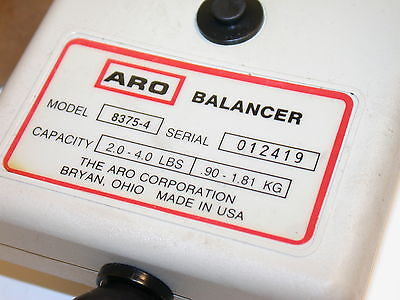 ARO BALANCER
MODEL 8375-4 SERIAL 012419
CAPACITY 2.0 - 4.0 LBS .90 - 1.81 KG
THE ARO CORPORATION
BRYAN, OHIO MADE IN USA